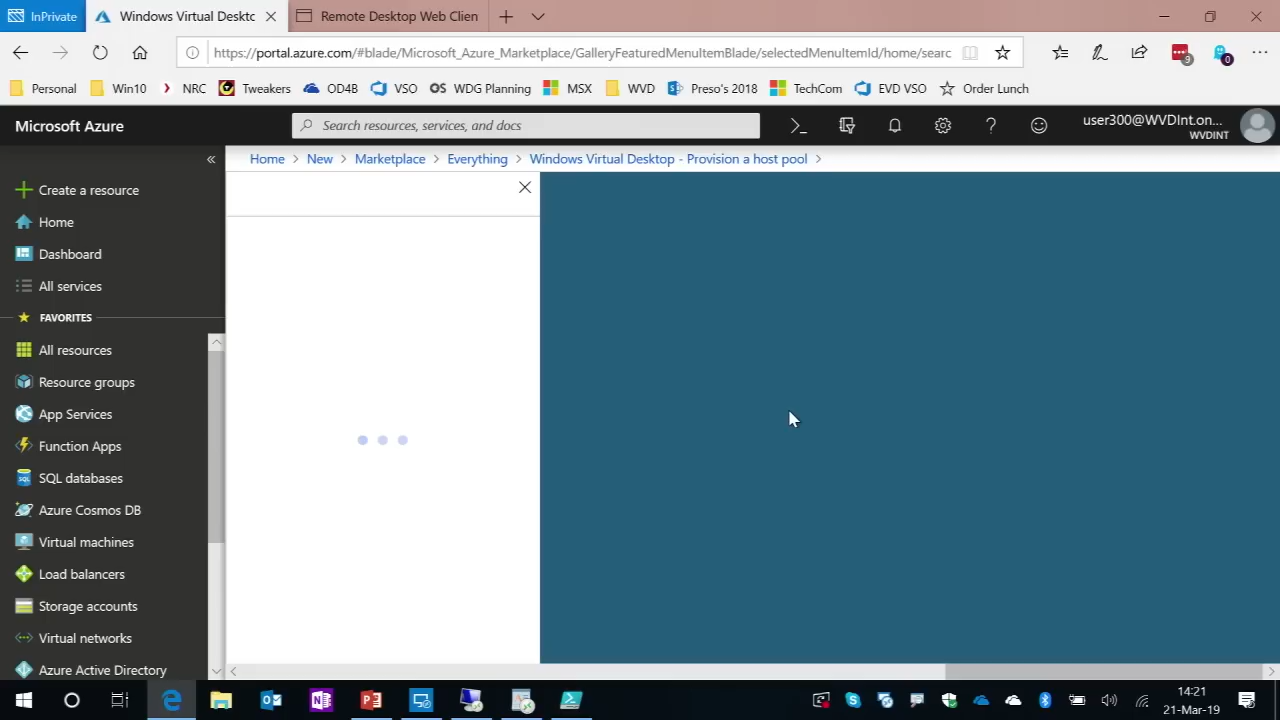 InPrivate
Windows Virtual Deskto
Remote Desktop Web Clien
https://portal.azure.com/#blade/Microsoft_Azure_Marketplace/GalleryFeaturedMenuItemBlade/selectedMenuItemId/home/searc
9
0
Personal
Win10
NRC
Tweakers
OD4B
VSO
WDG Planning
MSX
WVD
Preso's 2018
TechCom
EVD VSO
Order Lunch
Microsoft Azure
Search resources, services, and docs
user300@WVDInt.on...
WVDINT
Home > New > Marketplace > Everything > Windows Virtual Desktop - Provision a host pool >
Create a resource
Home
Dashboard
All services
FAVORITES
All resources
Resource groups
App Services
Function Apps
SQL databases
Azure Cosmos DB
Virtual machines
Load balancers
Storage accounts
Virtual networks
Azure Active Directory
14:21
21-Mar-19